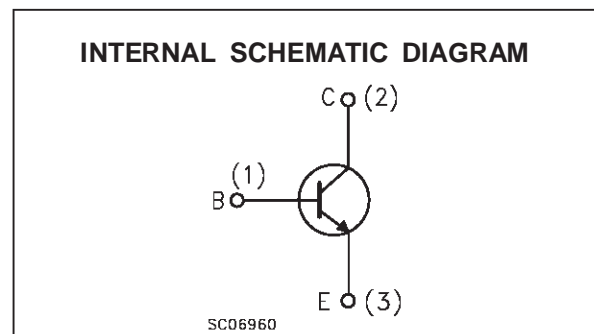 INTERNAL SCHEMATIC DIAGRAM
C (2)
(1)
B
E (3)
SC06960